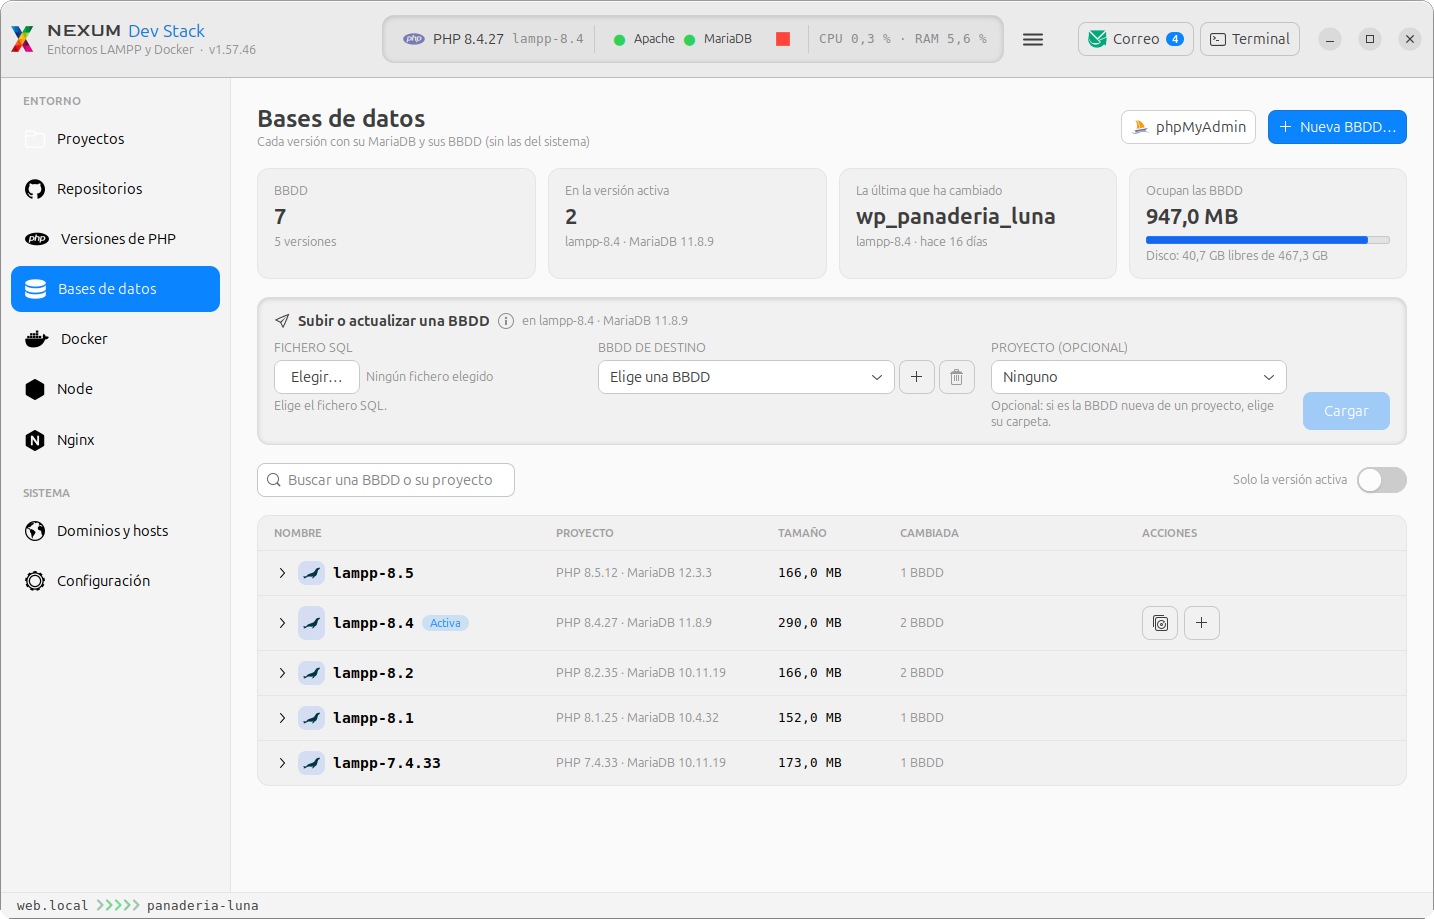 NEXUM Dev Stack
Entornos LAMPP y Docker · v1.57.46
php PHP 8.4.27 lampp-8.4
Apache MariaDB
CPU 0,3 % · RAM 5,6 %
Correo 4
Terminal
ENTORNO
Proyectos
Repositorios
php Versiones de PHP
Bases de datos
Docker
Node
N Nginx
SISTEMA
Dominios y hosts
Configuración
Bases de datos
Cada versión con su MariaDB y sus BBDD (sin las del sistema)
phpMyAdmin
+ Nueva BBDD...
BBDD
7
5 versiones
En la versión activa
2
lampp-8.4 · MariaDB 11.8.9
La última que ha cambiado
wp_panaderia_luna
lampp-8.4 · hace 16 días
Ocupan las BBDD
947,0 MB
Disco: 40,7 GB libres de 467,3 GB
Subir o actualizar una BBDD en lampp-8.4 · MariaDB 11.8.9
FICHERO SQL
Elegir... Ningún fichero elegido
Elige el fichero SQL.
BBDD DE DESTINO
Elige una BBDD
PROYECTO (OPCIONAL)
Ninguno
Opcional: si es la BBDD nueva de un proyecto, elige
su carpeta.
Cargar
Buscar una BBDD o su proyecto
Solo la versión activa
NOMBRE PROYECTO TAMAÑO CAMBIADA ACCIONES
lampp-8.5 PHP 8.5.12 · MariaDB 12.3.3 166,0 MB 1 BBDD
lampp-8.4 Activa PHP 8.4.27 · MariaDB 11.8.9 290,0 MB 2 BBDD
lampp-8.2 PHP 8.2.35 · MariaDB 10.11.19 166,0 MB 2 BBDD
lampp-8.1 PHP 8.1.25 · MariaDB 10.4.32 152,0 MB 1 BBDD
lampp-7.4.33 PHP 7.4.33 · MariaDB 10.11.19 173,0 MB 1 BBDD
web.local >>>>> panaderia-luna